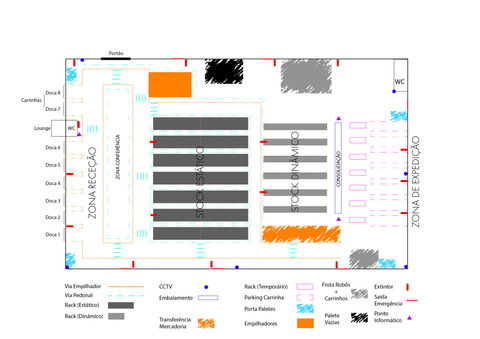 Portão
WC
Doca 8
Carrinhas
Doca 7
Lounge
WC
Doca 6
Doca 5
Doca 4
Doca 3
Doca 2
Doca 1
ZONA RECEÇÃO
ZONA CONFERÊNCIA
STOCK ESTÁTICO
STOCK DINÂMICO
CONSOLIDAÇÃO
ZONA DE EXPEDIÇÃO
Via Empilhador
Via Pedonal
Rack (Estático)
Rack (Dinâmico)
CCTV
Embalamento
Transferência
Mercadoria
Rack (Temporário)
Parking Carrinha
Porta Paletes
Empilhadores
Frota Robôs
+
Carrinhos
Palete
Vazias
Extintor
Saída
Emergência
Ponto
Informático